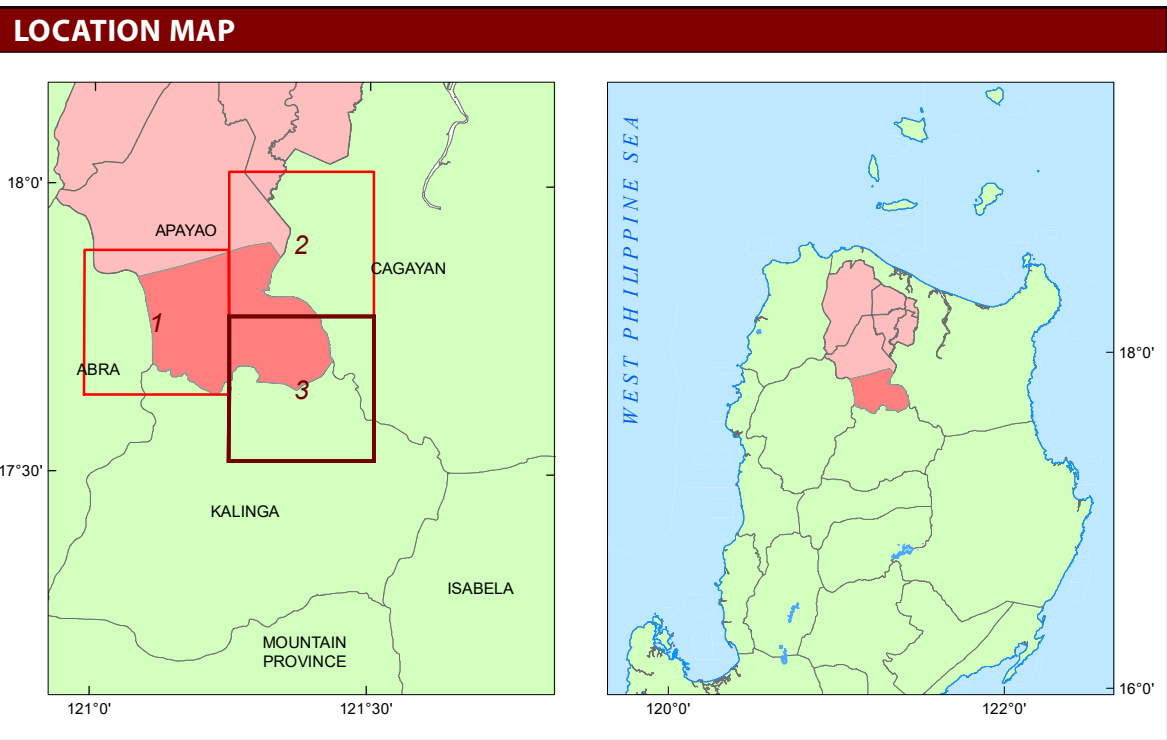 LOCATION MAP
18°0'
APAYAO
2
CAGAYAN
1
ABRA
3
17°30'
KALINGA
ISABELA
MOUNTAIN
PROVINCE
121°0'
121°30'
WEST PHILIPPINE SEA
18°0'
16°0'
120°0'
122°0'